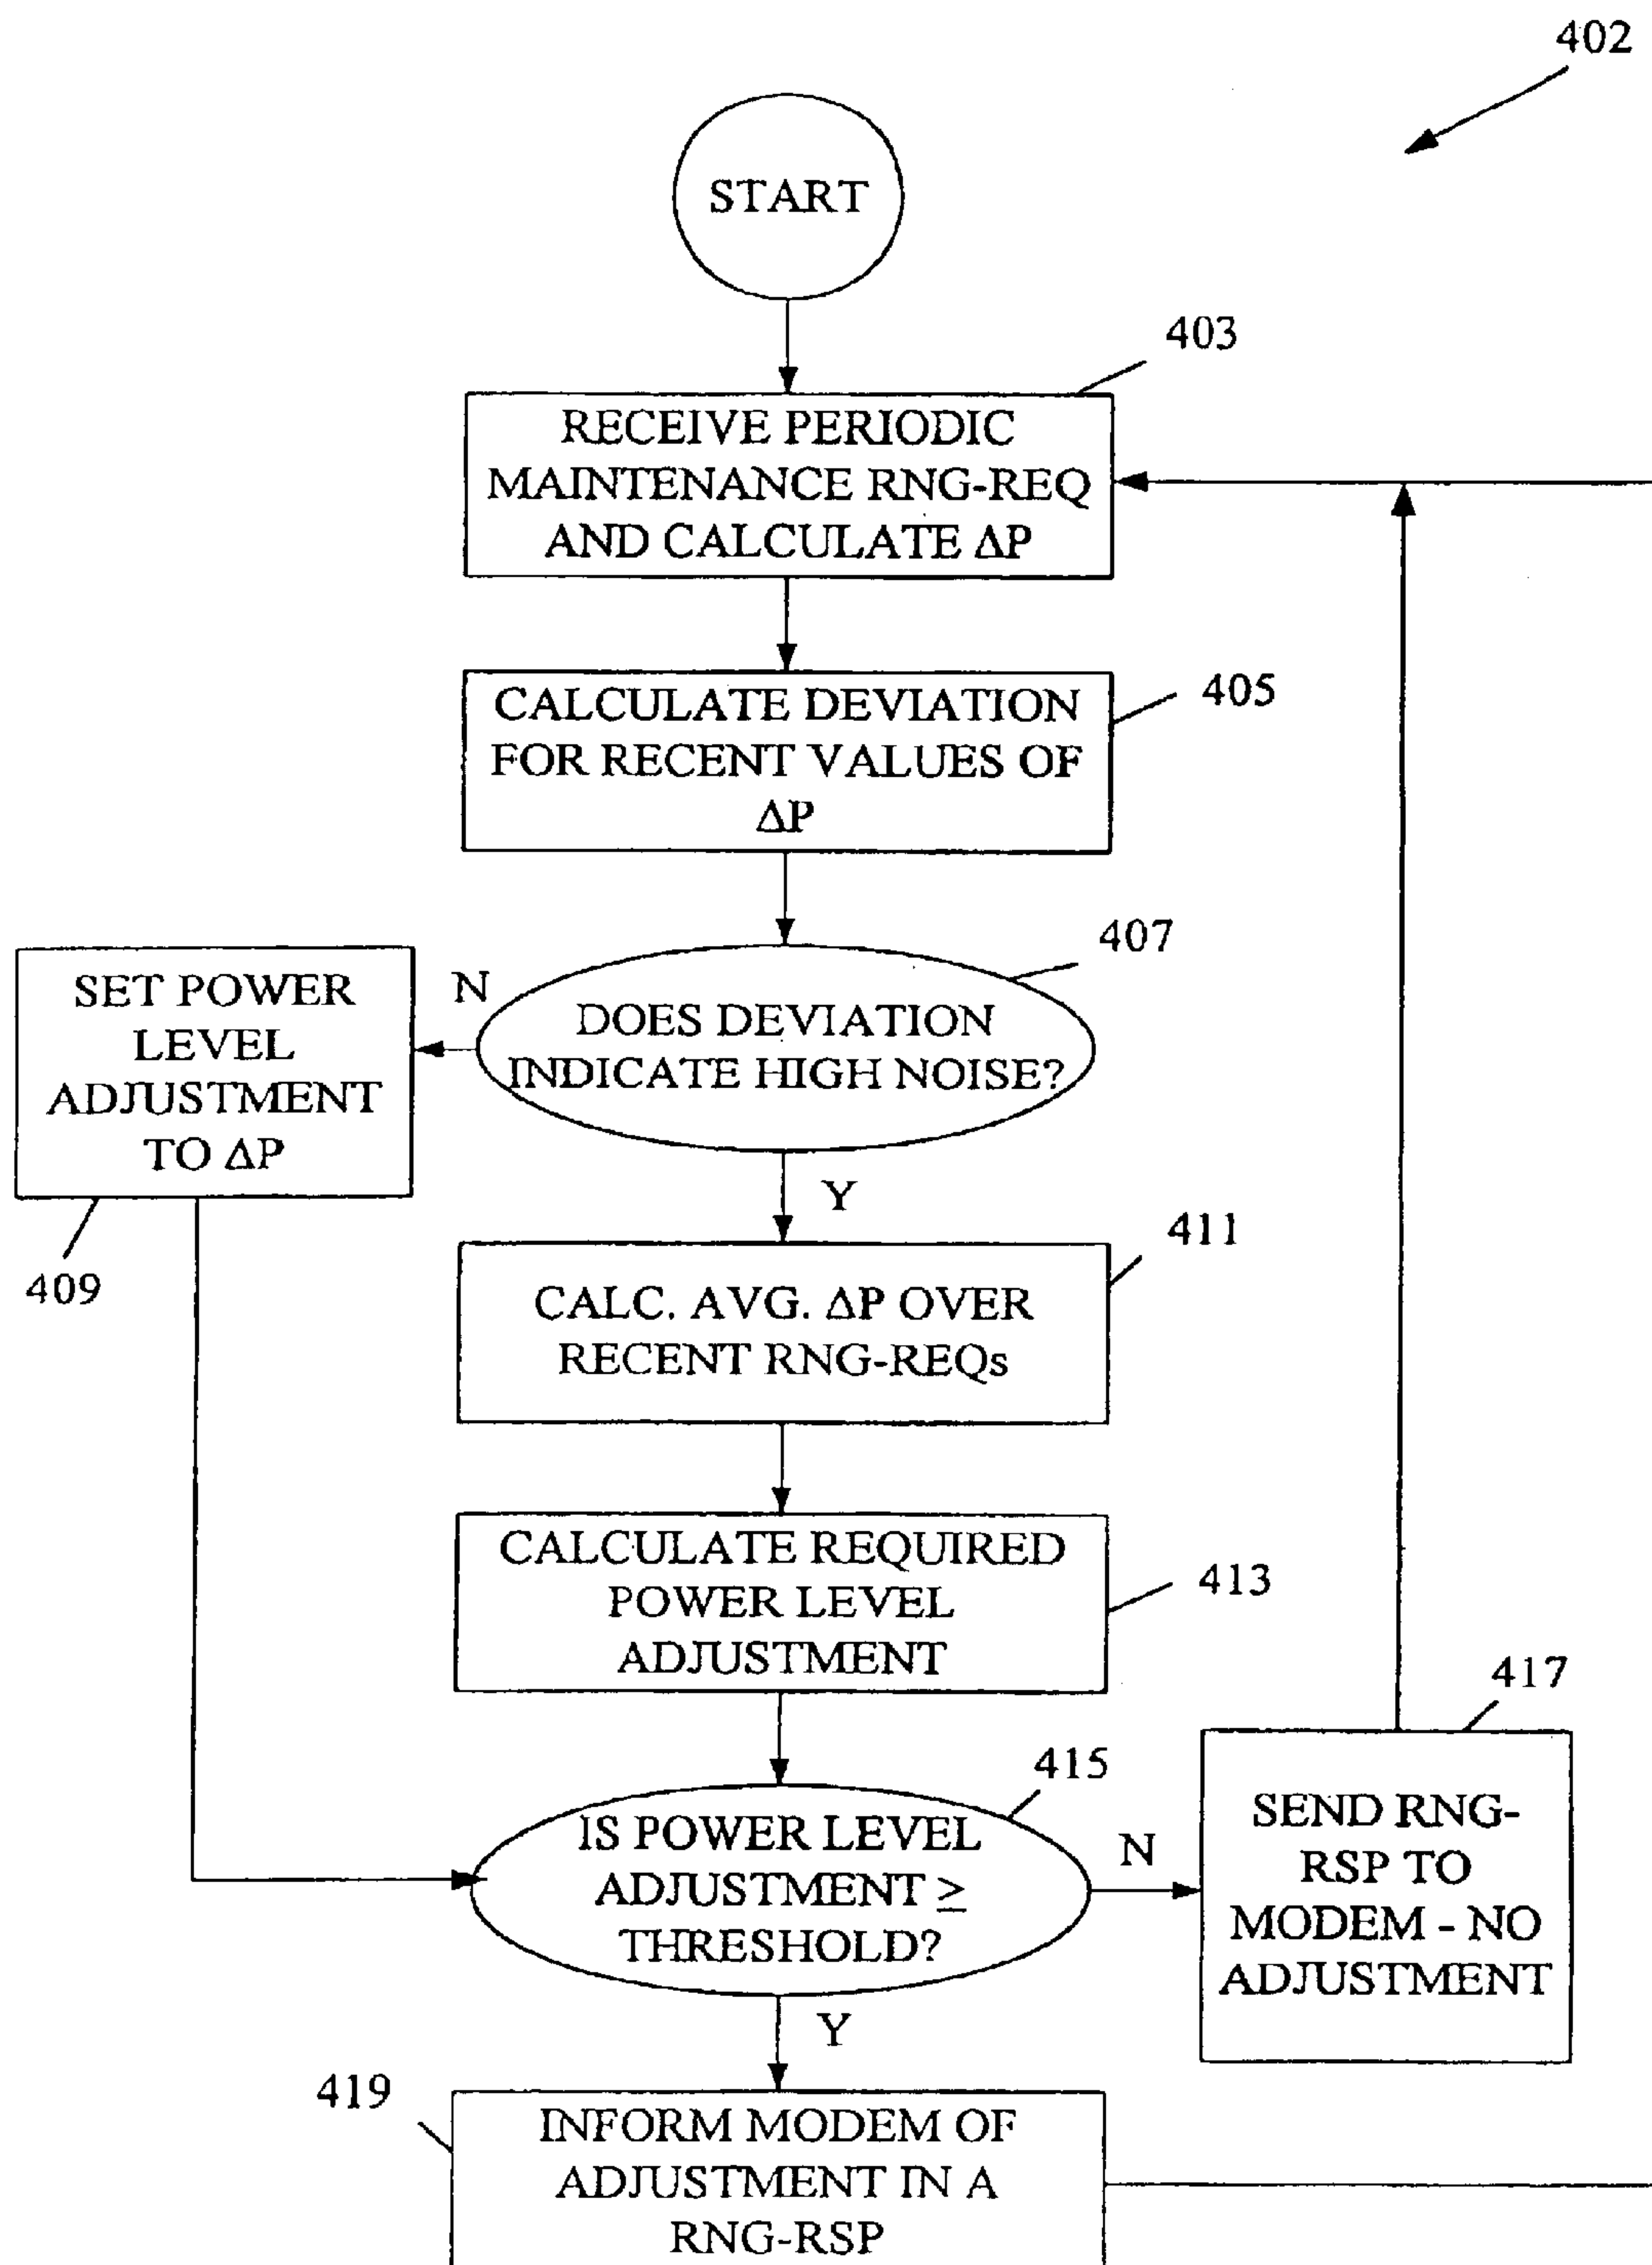 402
START
403
RECEIVE PERIODIC
MAINTENANCE RNG-REQ
AND CALCULATE ΔP
405
CALCULATE DEVIATION
FOR RECENT VALUES OF
ΔP
407
DOES DEVIATION
INDICATE HIGH NOISE?
N
SET POWER
LEVEL
ADJUSTMENT
TO ΔP
409
Y
411
CALC. AVG. ΔP OVER
RECENT RNG-REQs
413
CALCULATE REQUIRED
POWER LEVEL
ADJUSTMENT
415
IS POWER LEVEL
ADJUSTMENT ≥
THRESHOLD?
N
417
SEND RNG-
RSP TO
MODEM - NO
ADJUSTMENT
Y
419
INFORM MODEM OF
ADJUSTMENT IN A
RNG-RSP